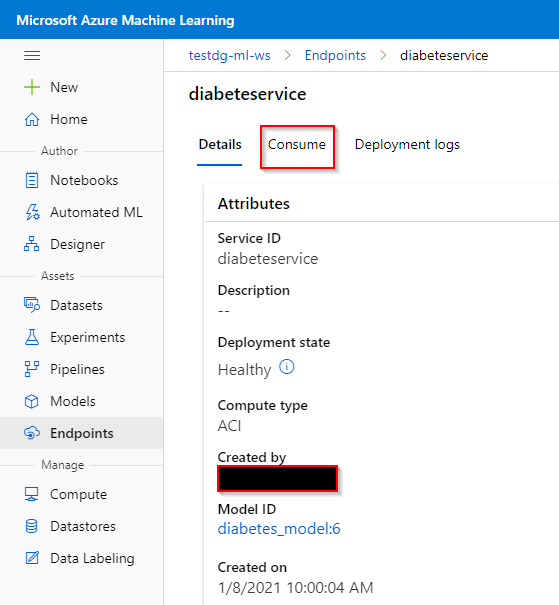 Microsoft Azure Machine Learning
testdg-ml-ws > Endpoints > diabeteservice
New
Home
Author
Notebooks
Automated ML
Designer
Assets
Datasets
Experiments
Pipelines
Models
Endpoints
Manage
Compute
Datastores
Data Labeling
diabeteservice
Details Consume Deployment logs
Attributes
Service ID
diabeteservice
Description
--
Deployment state
Healthy
Compute type
ACI
Created by
Model ID
diabetes_model:6
Created on
1/8/2021 10:00:04 AM